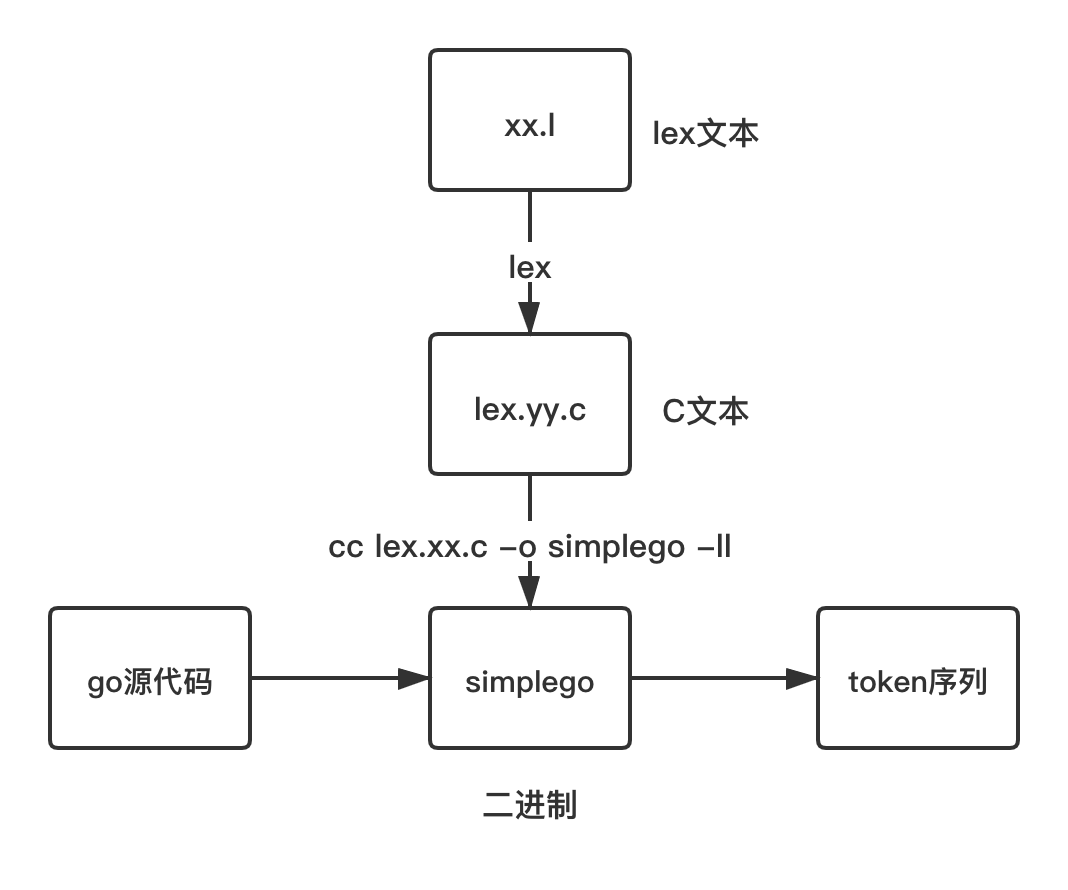 xx.l
lex文本
lex
lex.yy.c
C文本
cc lex.xx.c -o simplego -ll
go源代码
simplego
token序列
二进制